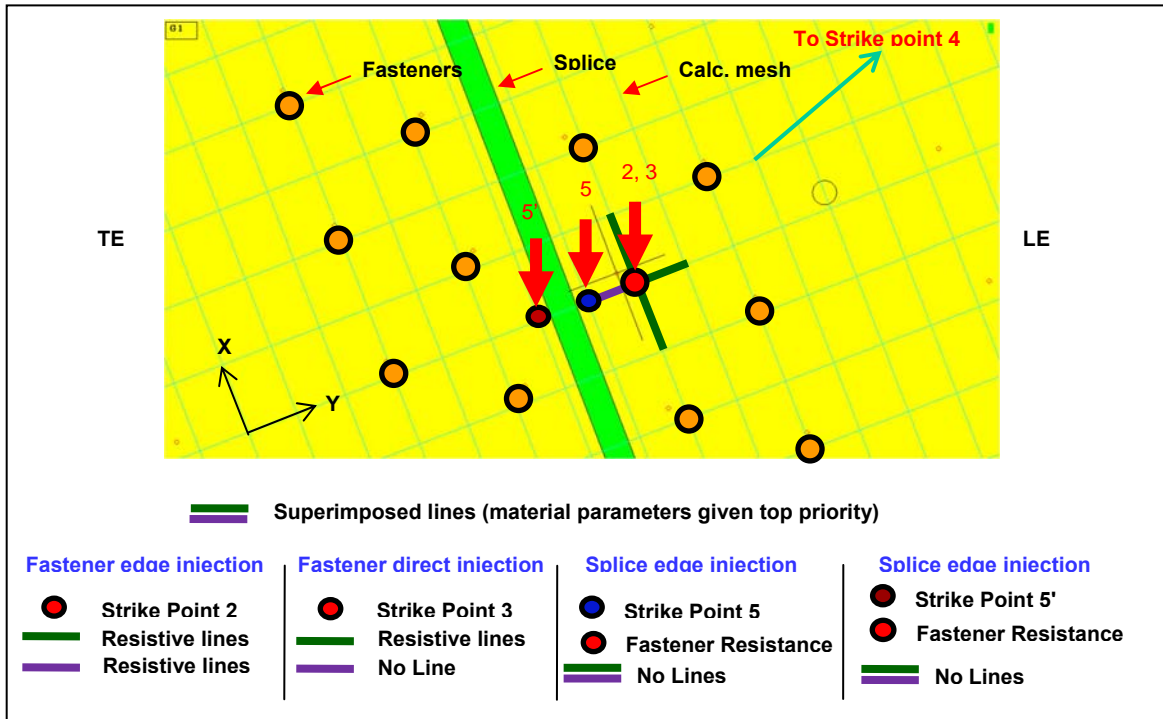 G1
To Strike point 4
Fasteners
Splice
Calc. mesh
2, 3
5
5'
TE
LE
X
Y
Superimposed lines (material parameters given top priority)
Fastener edge injection
Strike Point 2
Resistive lines
Resistive lines
Fastener direct injection
Strike Point 3
Resistive lines
No Line
Splice edge injection
Strike Point 5
Fastener Resistance
No Lines
Splice edge injection
Strike Point 5'
Fastener Resistance
No Lines